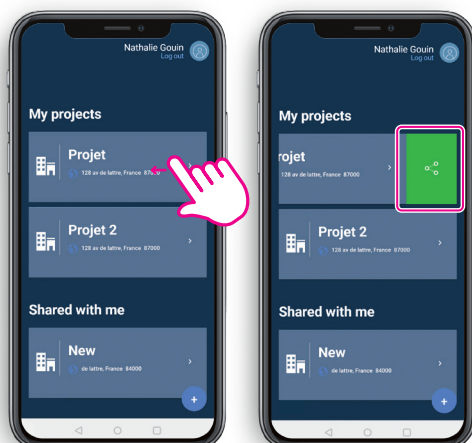 Nathalie Gouin
Log out
My projects
Projet
128 av de lattre, France 87000
Projet 2
128 av de lattre, France 87000
Shared with me
New
de lattre, France 84000
+
Nathalie Gouin
Log out
My projects
rojet
128 av de lattre, France 87000
Projet 2
128 av de lattre, France 87000
Shared with me
New
de lattre, France 84000
+